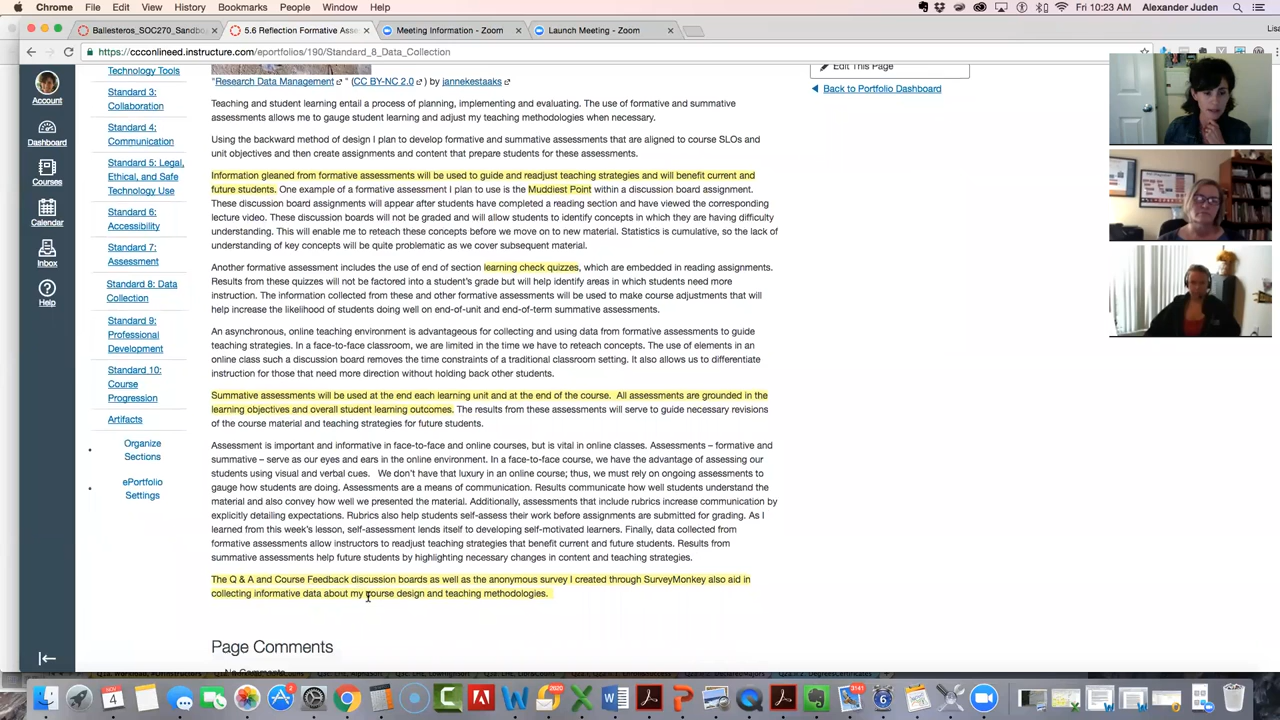 Chrome File Edit View History Bookmarks People Window Help
Fri 10:23 AM Alexander Juden
Ballesteros_SOC270_Sandbo
5.6 Reflection Formative Asse
Meeting Information - Zoom
Launch Meeting - Zoom
Lisa
https://ccconlineed.instructure.com/eportfolios/190/Standard_8_Data_Collection
Account
Dashboard
Courses
Calendar
Inbox
Help
Technology Tools
Standard 3:
Collaboration
Standard 4:
Communication
Standard 5: Legal,
Ethical, and Safe
Technology Use
Standard 6:
Accessibility
Standard 7:
Assessment
Standard 8: Data
Collection
Standard 9:
Professional
Development
Standard 10:
Course
Progression
Artifacts
Organize
Sections
ePortfolio
Settings
"Research Data Management " (CC BY-NC 2.0 ) by jannekestaaks
Teaching and student learning entail a process of planning, implementing and evaluating. The use of formative and summative
assessments allows me to gauge student learning and adjust my teaching methodologies when necessary.
Using the backward method of design I plan to develop formative and summative assessments that are aligned to course SLOs and
unit objectives and then create assignments and content that prepare students for these assessments.
Information gleaned from formative assessments will be used to guide and readjust teaching strategies and will benefit current and
future students. One example of a formative assessment I plan to use is the Muddiest Point within a discussion board assignment.
These discussion board assignments will appear after students have completed a reading section and have viewed the corresponding
lecture video. These discussion boards will not be graded and will allow students to identify concepts in which they are having difficulty
understanding. This will enable me to reteach these concepts before we move on to new material. Statistics is cumulative, so the lack of
understanding of key concepts will be quite problematic as we cover subsequent material.
Another formative assessment includes the use of end of section learning check quizzes, which are embedded in reading assignments.
Results from these quizzes will not be factored into a student's grade but will help identify areas in which students need more
instruction. The information collected from these and other formative assessments will be used to make course adjustments that will
help increase the likelihood of students doing well on end-of-unit and end-of-term summative assessments.
An asynchronous, online teaching environment is advantageous for collecting and using data from formative assessments to guide
teaching strategies. In a face-to-face classroom, we are limited in the time we have to reteach concepts. The use of elements in an
online class such a discussion board removes the time constraints of a traditional classroom setting. It also allows us to differentiate
instruction for those that need more direction without holding back other students.
Summative assessments will be used at the end each learning unit and at the end of the course. All assessments are grounded in the
learning objectives and overall student learning outcomes. The results from these assessments will serve to guide necessary revisions
of the course material and teaching strategies for future students.
Assessment is important and informative in face-to-face and online courses, but is vital in online classes. Assessments – formative and
summative – serve as our eyes and ears in the online environment. In a face-to-face course, we have the advantage of assessing our
students using visual and verbal cues. We don't have that luxury in an online course; thus, we must rely on ongoing assessments to
gauge how students are doing. Assessments are a means of communication. Results communicate how well students understand the
material and also convey how well we presented the material. Additionally, assessments that include rubrics increase communication by
explicitly detailing expectations. Rubrics also help students self-assess their work before assignments are submitted for grading. As I
learned from this week's lesson, self-assessment lends itself to developing self-motivated learners. Finally, data collected from
formative assessments allow instructors to readjust teaching strategies that benefit current and future students. Results from
summative assessments help future students by highlighting necessary changes in content and teaching strategies.
The Q & A and Course Feedback discussion boards as well as the anonymous survey I created through SurveyMonkey also aid in
collecting informative data about my course design and teaching methodologies.
Page Comments
No Comments
Edit This Page
Back to Portfolio Dashboard